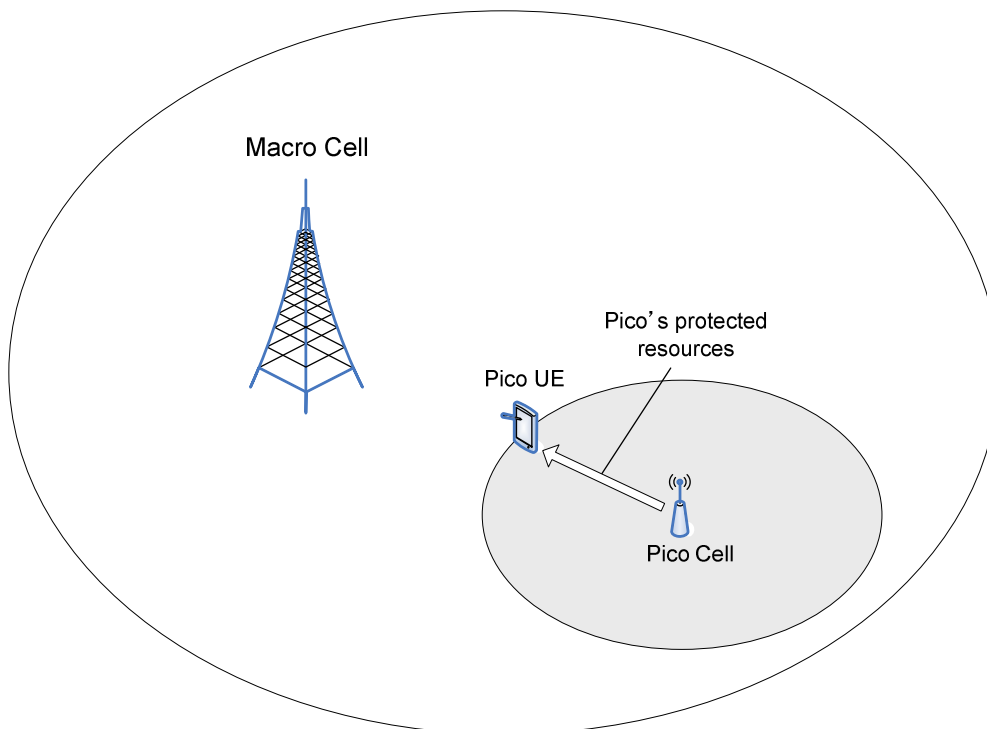 Macro Cell
Pico’s protected
resources
Pico UE
Pico Cell